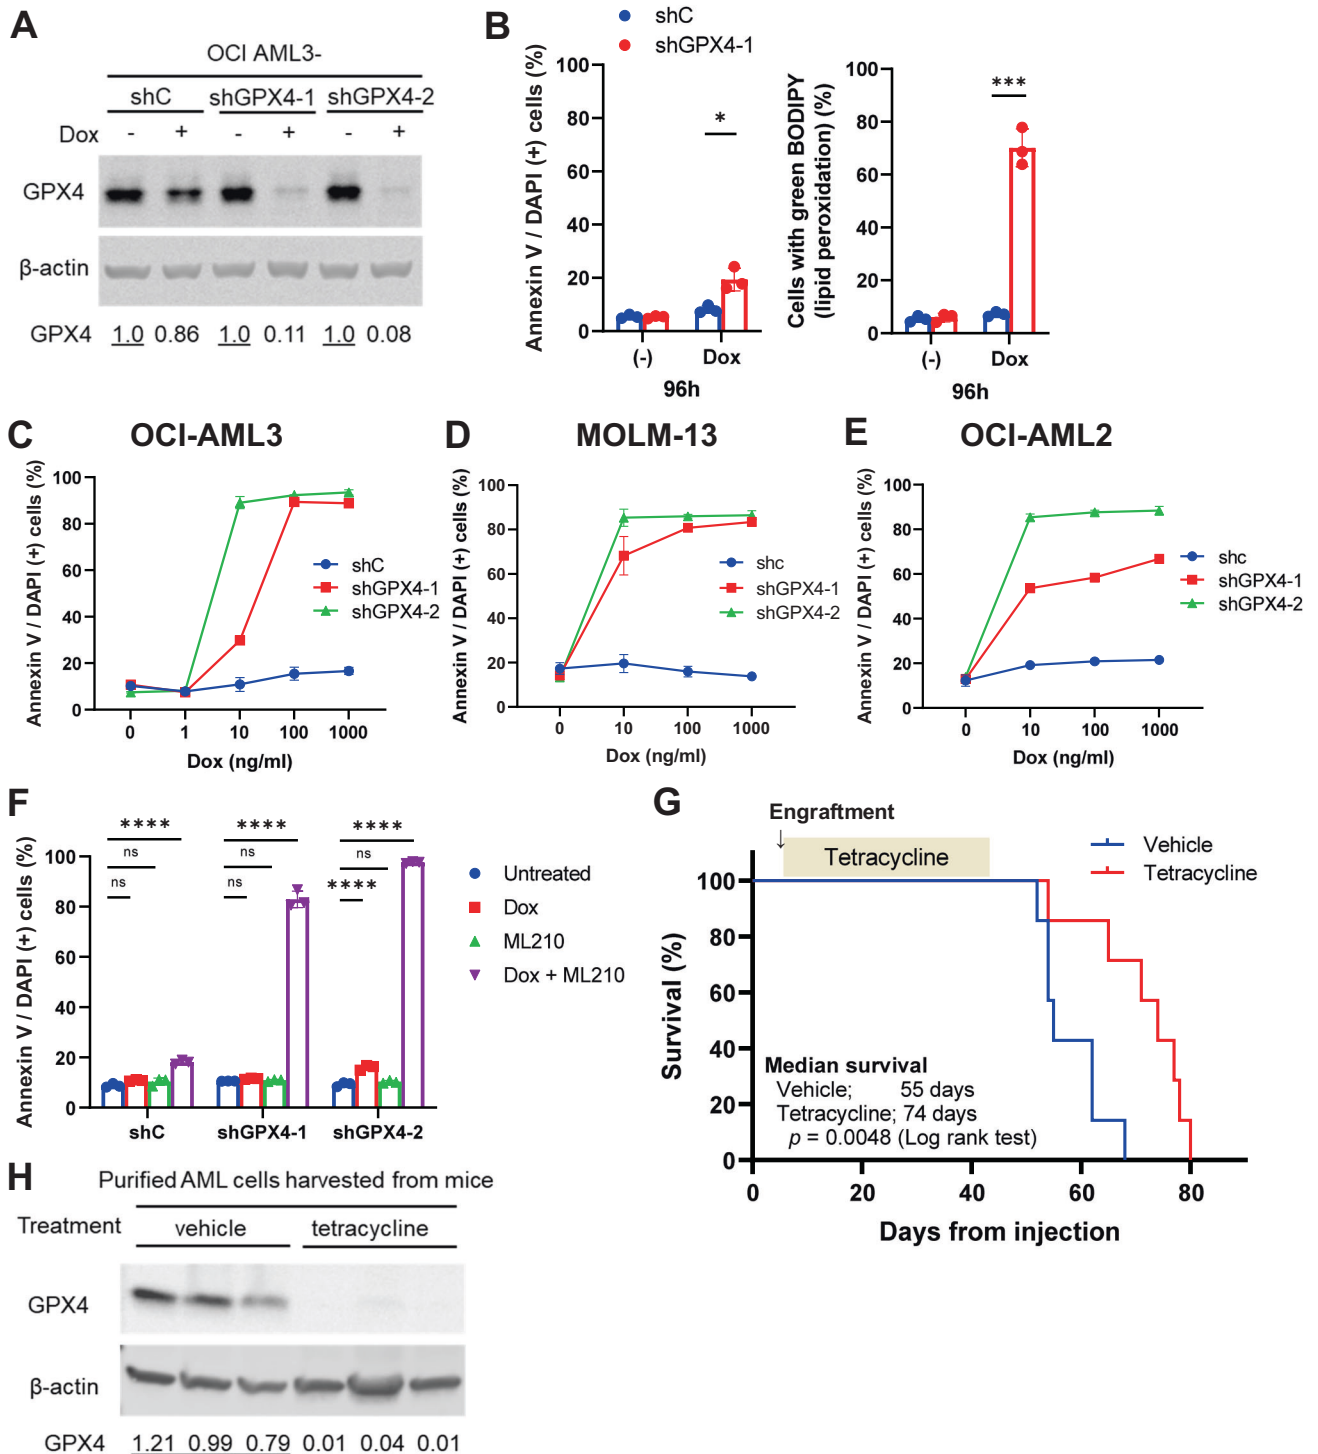 A
OCI AML3-
shC shGPX4-1 shGPX4-2
Dox - + - + - +
GPX4
β-actin
GPX4 1.0 0.86 1.0 0.11 1.0 0.08
B
shC
shGPX4-1
Annexin V / DAPI (+) cells (%)
100
80
60
40
20
0
*
(-) Dox
96h
Cells with green BODIPY
(lipid peroxidation) (%)
100
80
60
40
20
0
***
(-) Dox
96h
C OCI-AML3
Annexin V / DAPI (+) cells (%)
100
80
60
40
20
0
shC
shGPX4-1
shGPX4-2
0 1 10 100 1000
Dox (ng/ml)
D MOLM-13
Annexin V / DAPI (+) cells (%)
100
80
60
40
20
0
shc
shGPX4-1
shGPX4-2
0 10 100 1000
Dox (ng/ml)
E OCI-AML2
Annexin V / DAPI (+) cells (%)
100
80
60
40
20
0
shc
shGPX4-1
shGPX4-2
0 10 100 1000
Dox (ng/ml)
F
Annexin V / DAPI (+) cells (%)
100
80
60
40
20
0
**** **** ****
ns ns ns
ns ns ****
shC shGPX4-1 shGPX4-2
Untreated
Dox
ML210
Dox + ML210
G
Engraftment
↓
Tetracycline
Vehicle
Tetracycline
Survival (%)
100
80
60
40
20
0
Median survival
Vehicle; 55 days
Tetracycline; 74 days
p = 0.0048 (Log rank test)
0 20 40 60 80
Days from injection
H
Purified AML cells harvested from mice
Treatment vehicle tetracycline
GPX4
β-actin
GPX4 1.21 0.99 0.79 0.01 0.04 0.01